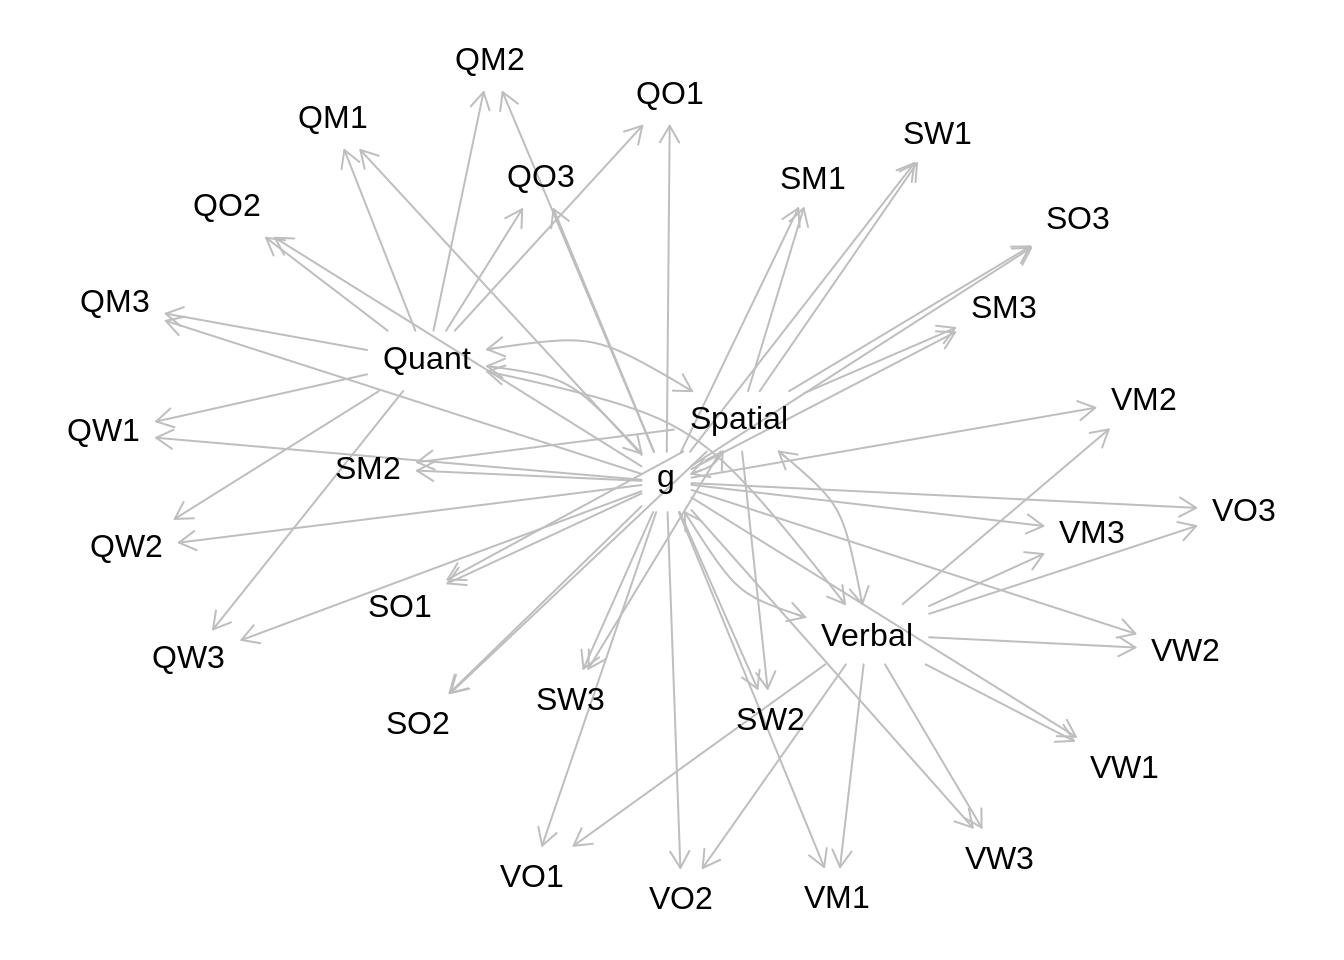 QM2
QO1
QM1
SW1
QO3
SM1
QO2
SO3
QM3
SM3
Quant
VM2
Spatial
QW1
SM2
g
VO3
VM3
QW2
SO1
Verbal
VW2
QW3
SW3
SO2
SW2
VW1
VW3
VO1
VO2
VM1